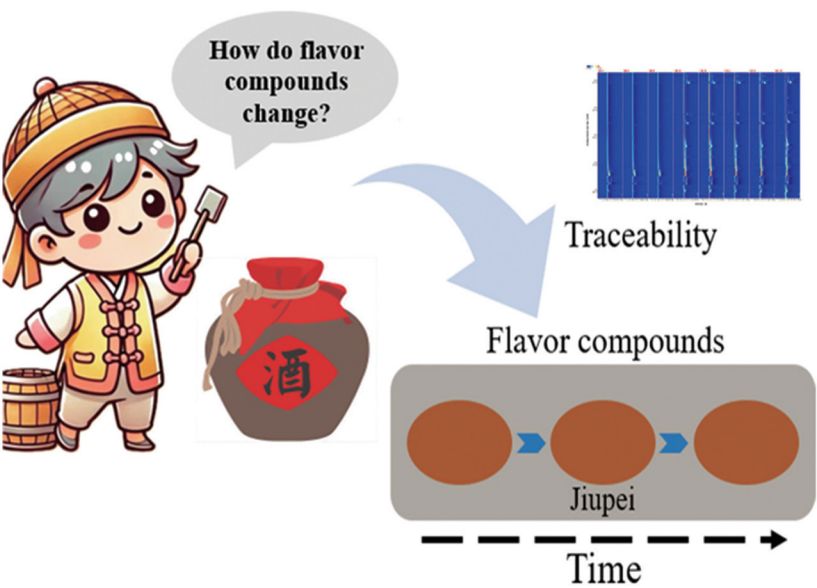 How do flavor
compounds
change?
酒
Traceability
Flavor compounds
Jiupei
Time